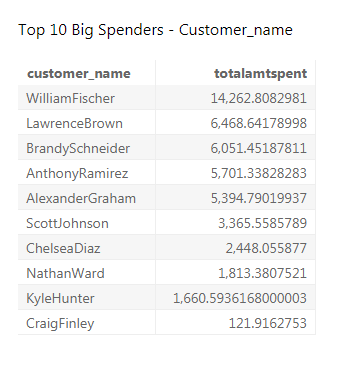 Top 10 Big Spenders - Customer_name
customer_name totalamtspent
WilliamFischer 14,262.8082981
LawrenceBrown 6,468.64178998
BrandySchneider 6,051.45187811
AnthonyRamirez 5,701.33828283
AlexanderGraham 5,394.79019937
ScottJohnson 3,365.5585789
ChelseaDiaz 2,448.055877
NathanWard 1,813.3807521
KyleHunter 1,660.5936168000003
CraigFinley 121.9162753